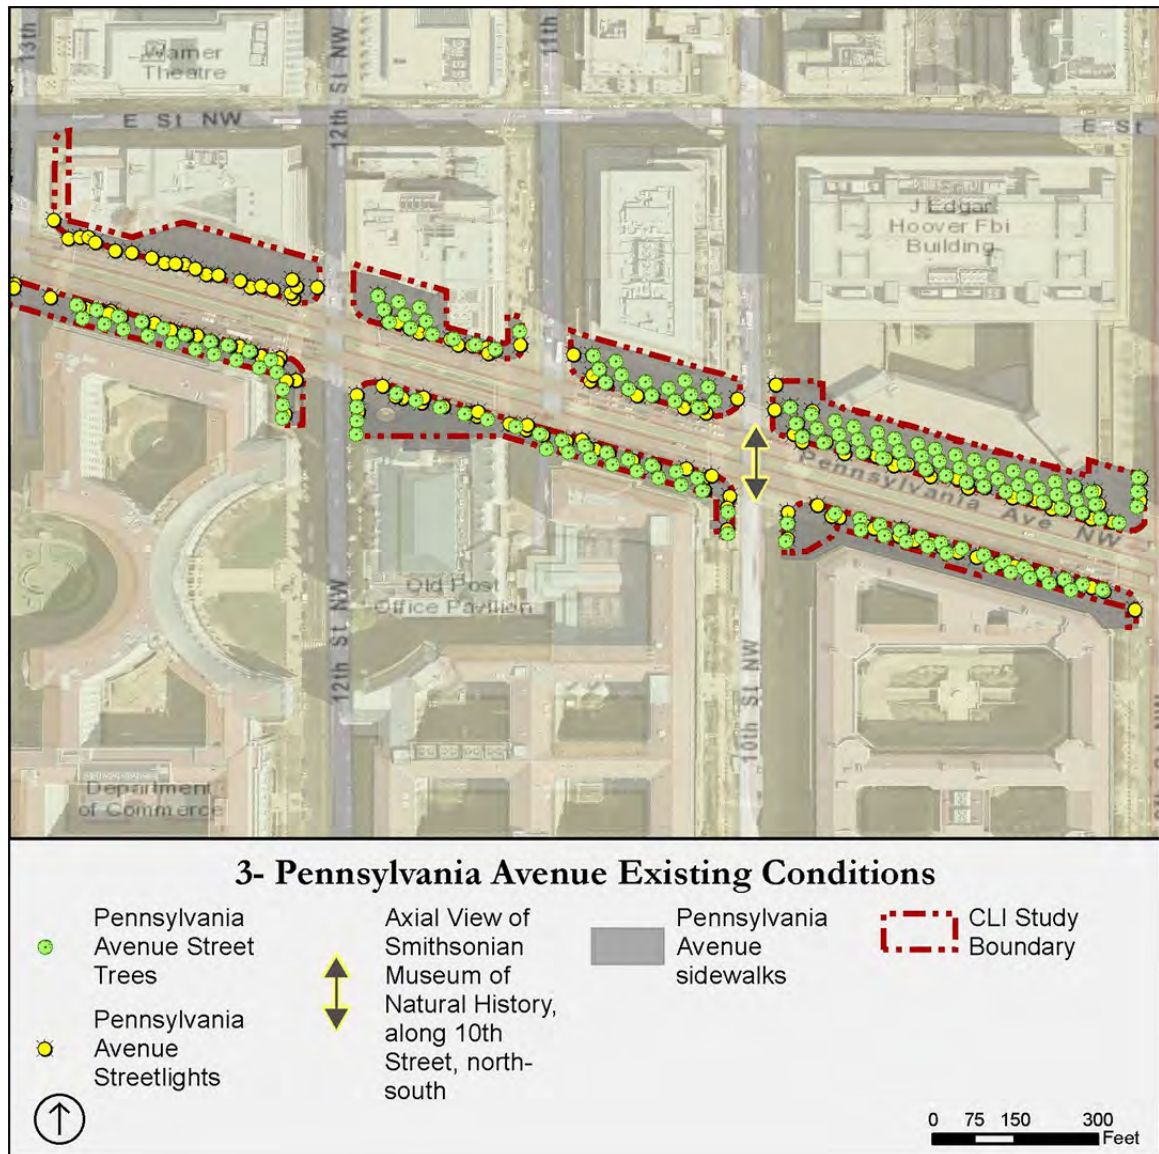 13th
Warner
Theatre
12th St NW
11th
E St NW
E St
J Edgar
Hoover Fbi
Building
Pennsylvania Ave NW
Old Post
Office Pavilion
12th St NW
10th St NW
Department
of Commerce
3- Pennsylvania Avenue Existing Conditions
Pennsylvania
Avenue Street
Trees
Pennsylvania
Avenue
Streetlights
Axial View of
Smithsonian
Museum of
Natural History,
along 10th
Street, north-
south
Pennsylvania
Avenue
sidewalks
CLI Study
Boundary
0 75 150 300
Feet